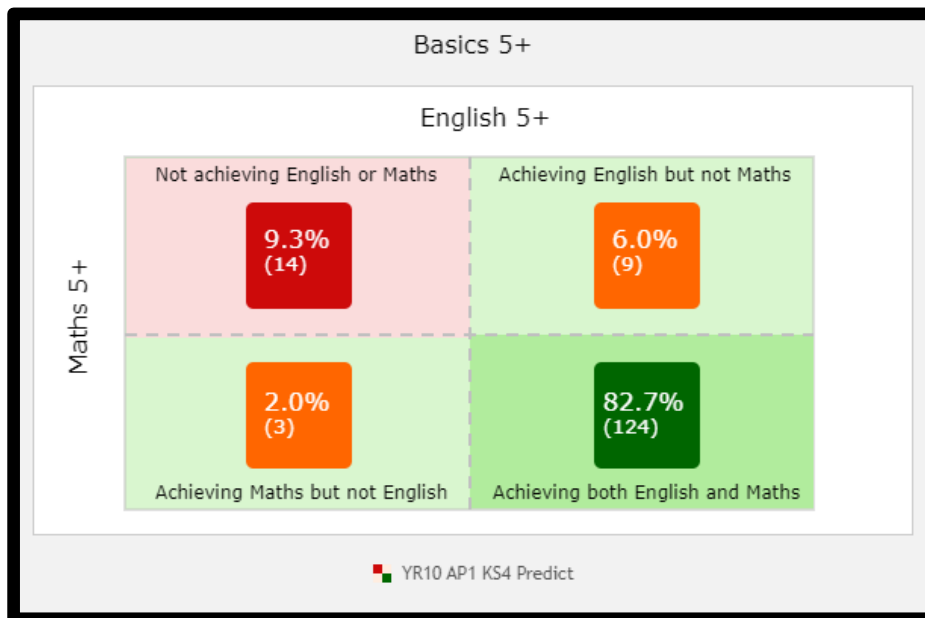 Basics 5+
English 5+
Maths 5+
Not achieving English or Maths
9.3%
(14)
Achieving English but not Maths
6.0%
(9)
2.0%
(3)
Achieving Maths but not English
82.7%
(124)
Achieving both English and Maths
YR10 AP1 KS4 Predict